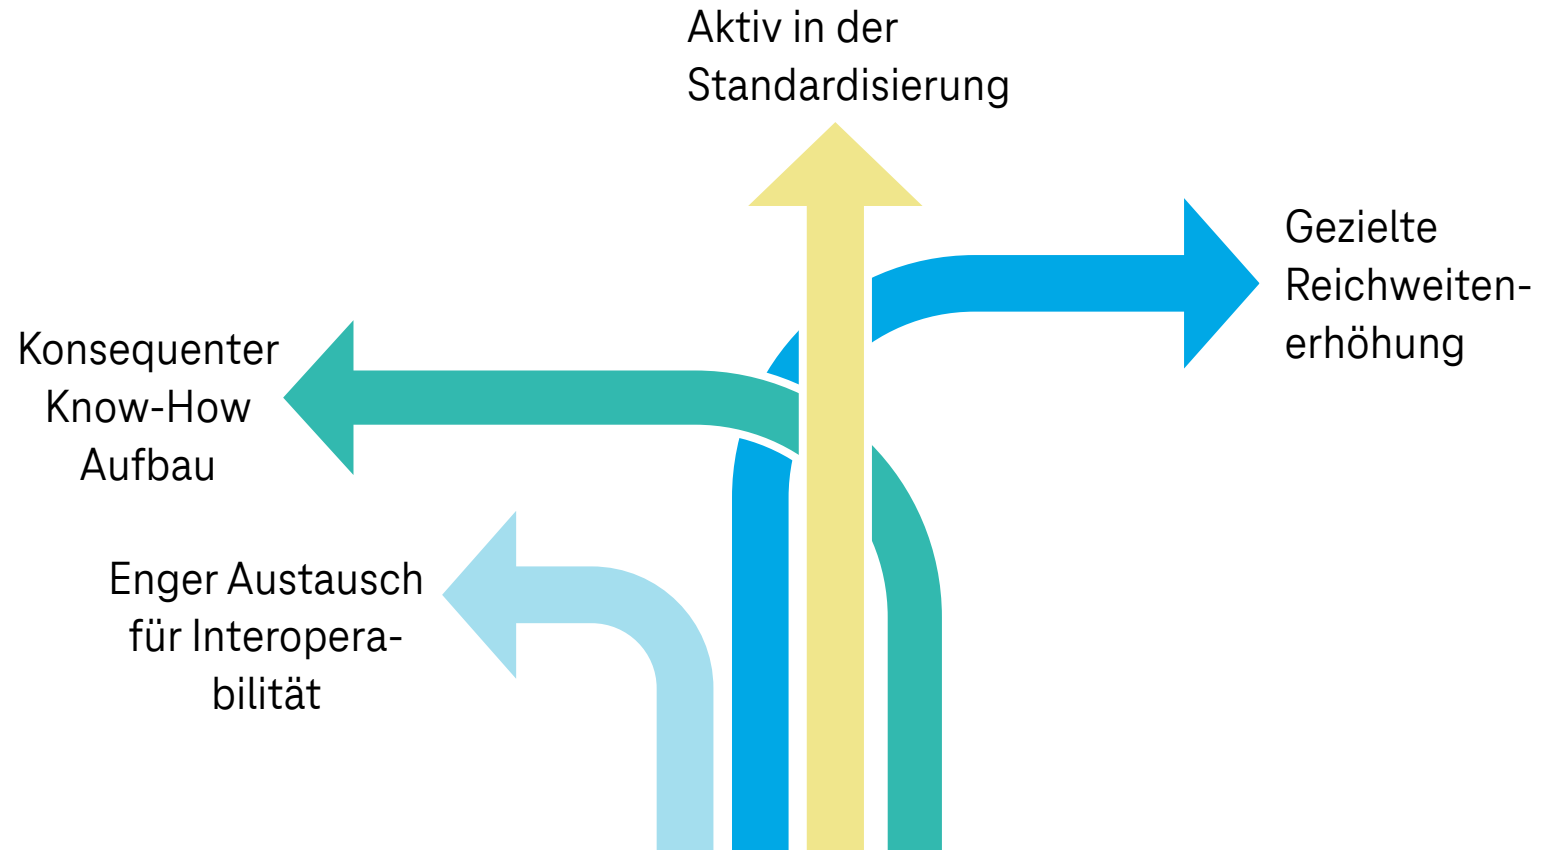 Aktiv in der
Standardisierung
Gezielte
Reichweiten-
erhöhung
Konsequenter
Know-How
Aufbau
Enger Austausch
für Interopera-
bilität